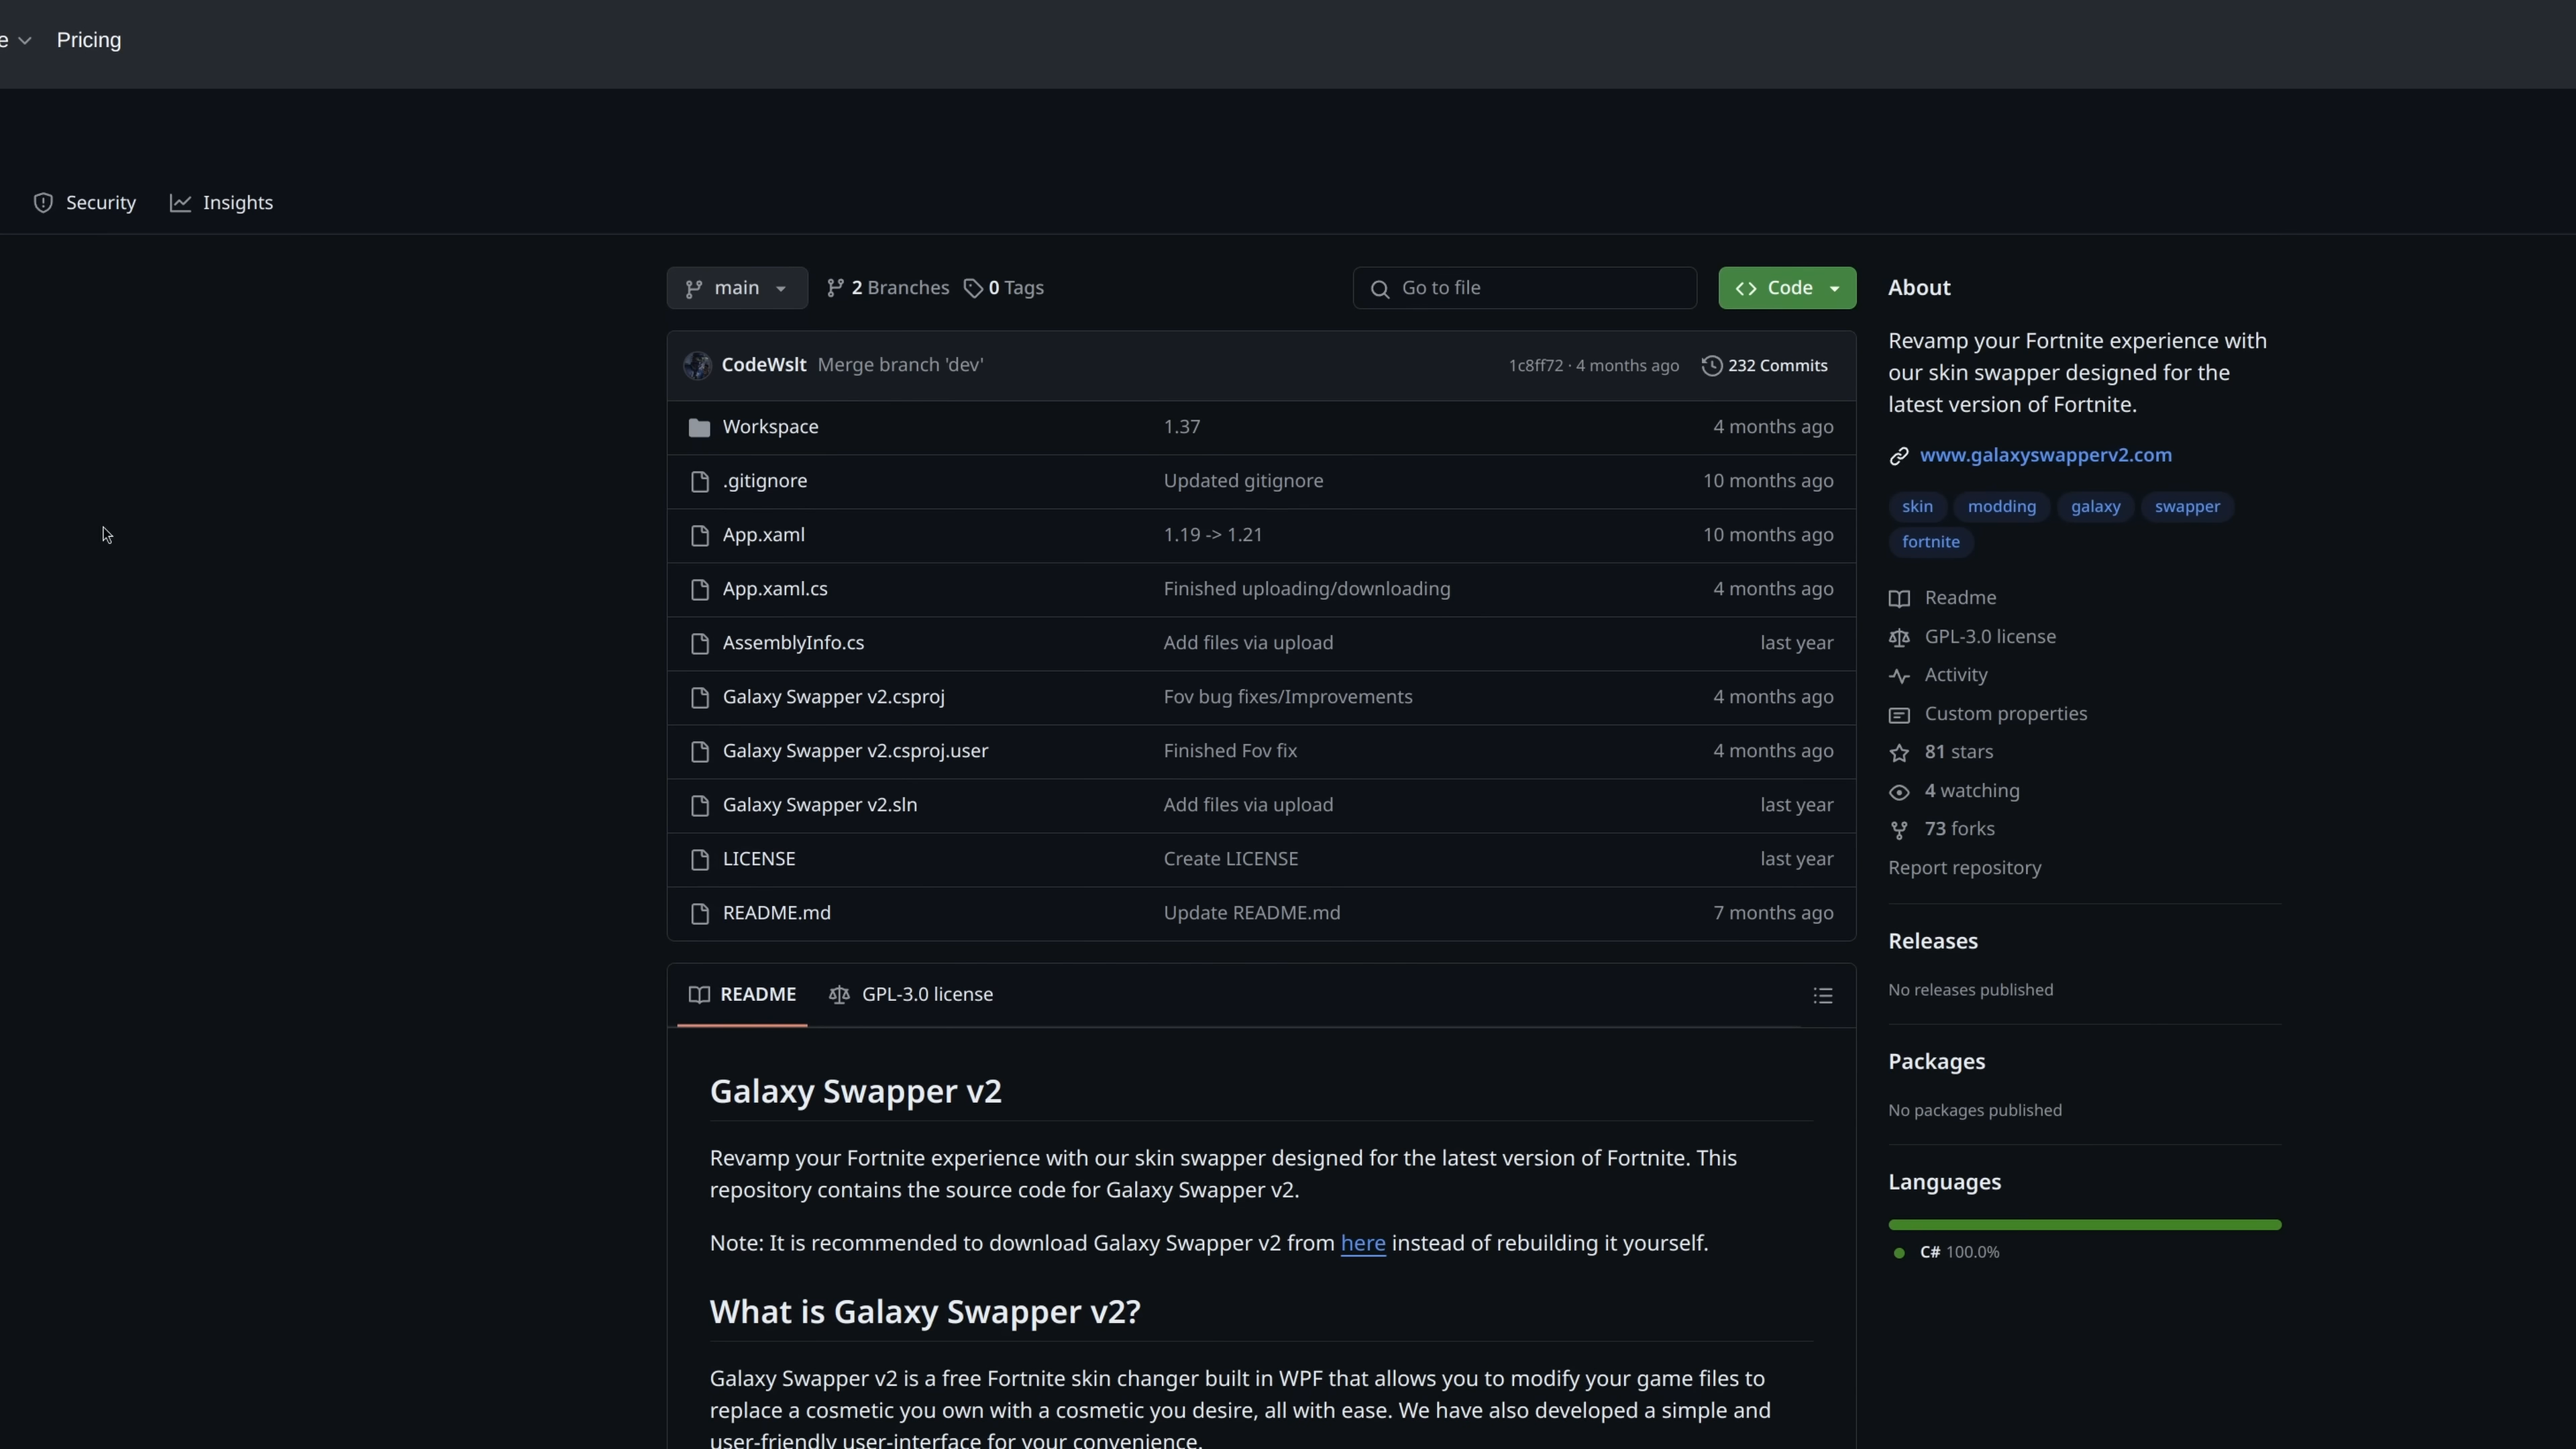 e Pricing
Security Insights
main 2 Branches 0 Tags Go to file Code
CodeWslt Merge branch 'dev' 1c8ff72 · 4 months ago 232 Commits
Workspace 1.37 4 months ago
.gitignore Updated gitignore 10 months ago
App.xaml 1.19 -> 1.21 10 months ago
App.xaml.cs Finished uploading/downloading 4 months ago
AssemblyInfo.cs Add files via upload last year
Galaxy Swapper v2.csproj Fov bug fixes/Improvements 4 months ago
Galaxy Swapper v2.csproj.user Finished Fov fix 4 months ago
Galaxy Swapper v2.sln Add files via upload last year
LICENSE Create LICENSE last year
README.md Update README.md 7 months ago
README GPL-3.0 license
Galaxy Swapper v2
Revamp your Fortnite experience with our skin swapper designed for the latest version of Fortnite. This
repository contains the source code for Galaxy Swapper v2.
Note: It is recommended to download Galaxy Swapper v2 from here instead of rebuilding it yourself.
What is Galaxy Swapper v2?
Galaxy Swapper v2 is a free Fortnite skin changer built in WPF that allows you to modify your game files to
replace a cosmetic you own with a cosmetic you desire, all with ease. We have also developed a simple and
user-friendly user-interface for your convenience.
About
Revamp your Fortnite experience with
our skin swapper designed for the
latest version of Fortnite.
www.galaxyswapperv2.com
skin modding galaxy swapper
fortnite
Readme
GPL-3.0 license
Activity
Custom properties
81 stars
4 watching
73 forks
Report repository
Releases
No releases published
Packages
No packages published
Languages
C# 100.0%